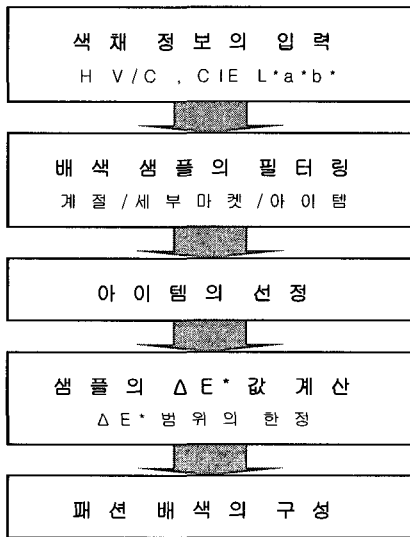 색채 정보의 입력
H V/C , CIE L*a*b*
배색 샘플의 필터링
계절/세부마켓/아이템
아이템의 선정
샘플의 ΔE* 값 계산
ΔE* 범위의 한정
패션 배색의 구성